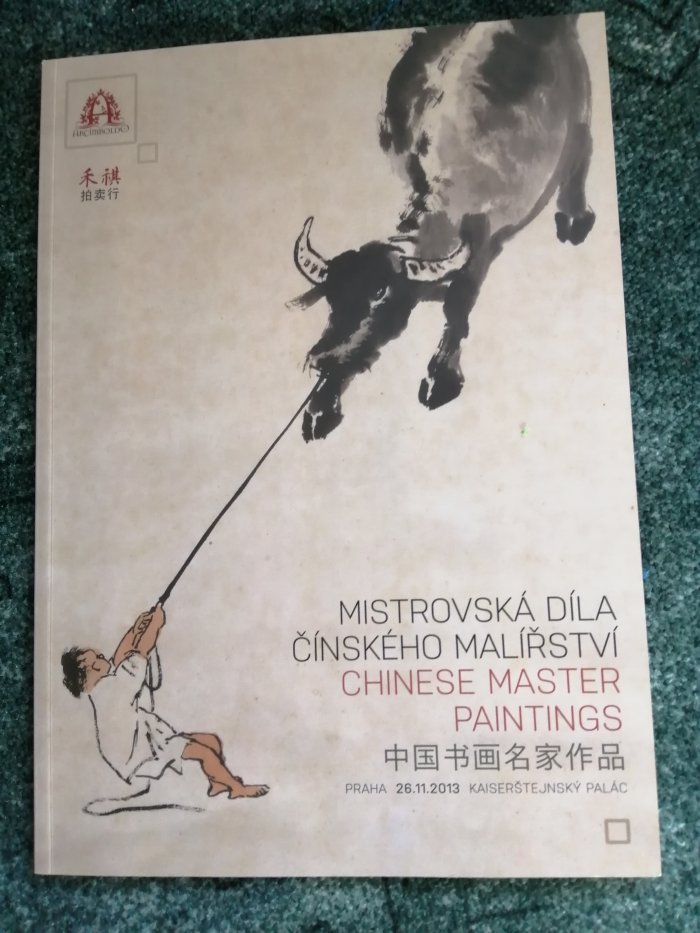 ARCIMBOLDO
禾祺
拍卖行
MISTROVSKÁ DÍLA
ČÍNSKÉHO MALÍŘSTVÍ
CHINESE MASTER
PAINTINGS
中国书画名家作品
PRAHA 26.11.2013 KAISERŠTEJNSKÝ PALÁC